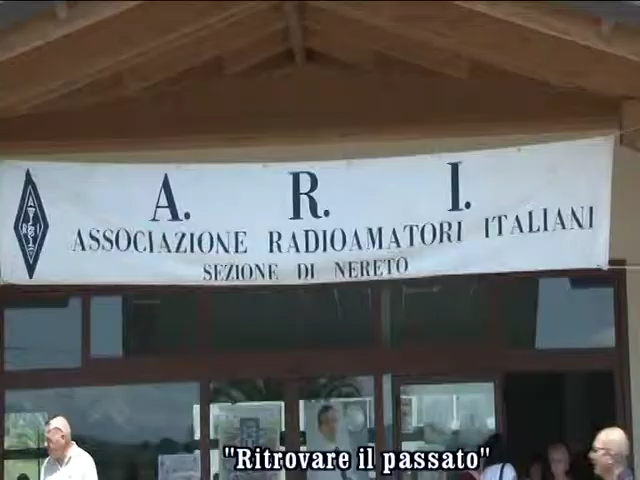 A. R. I.
ASSOCIAZIONE RADIOAMATORI ITALIANI
SEZIONE DI NERETO
"Ritrovare il passato"